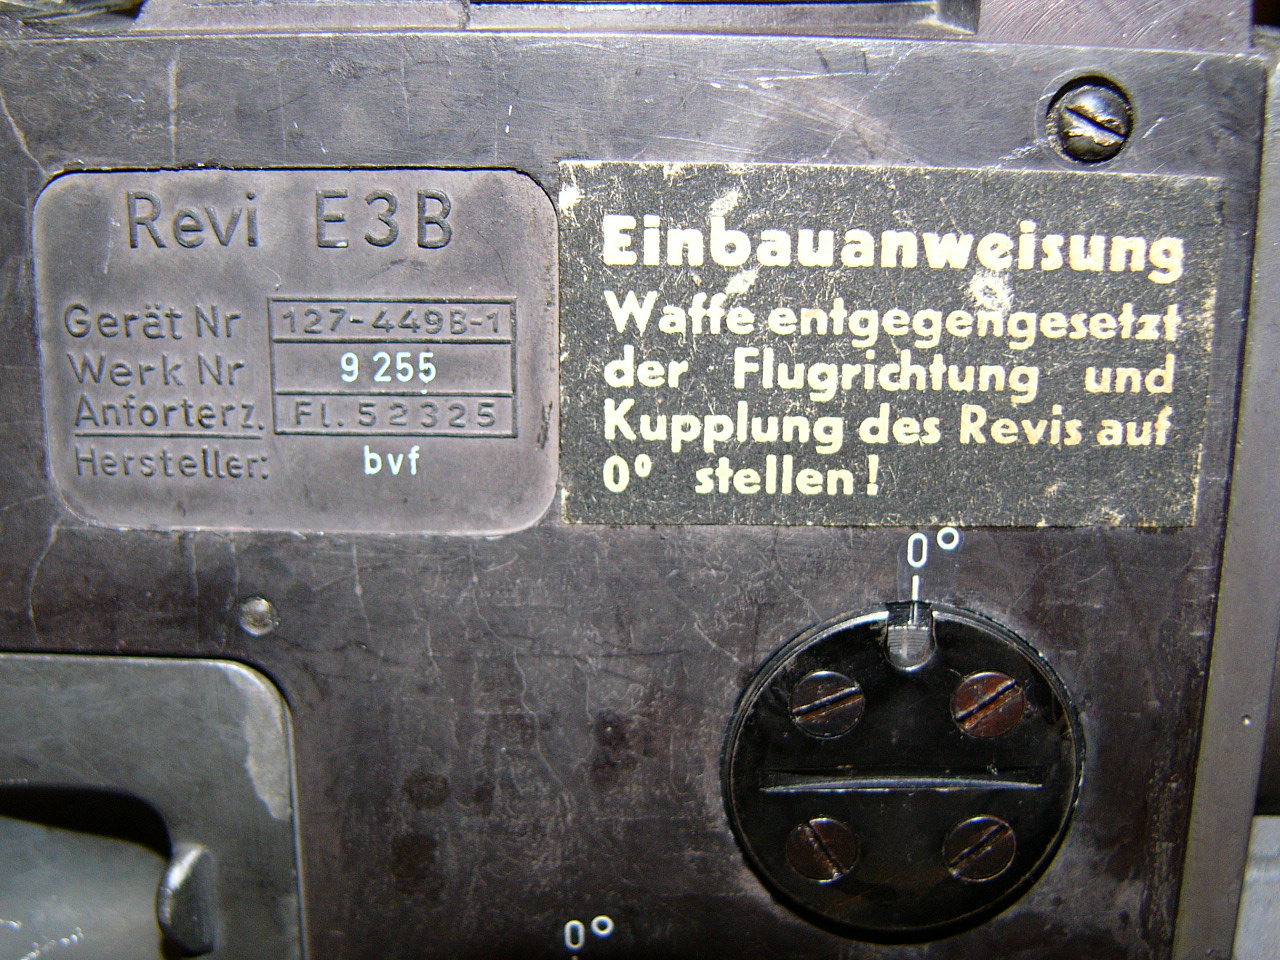 Revi E3B
Gerät Nr 127-449B-1
Werk Nr 9 255
Anforterz. Fl. 52325
Hersteller: bvf
Einbauanweisung
Waffe entgegengesetzt
der Flugrichtung und
Kupplung des Revis auf
0° stellen!
0°
0°